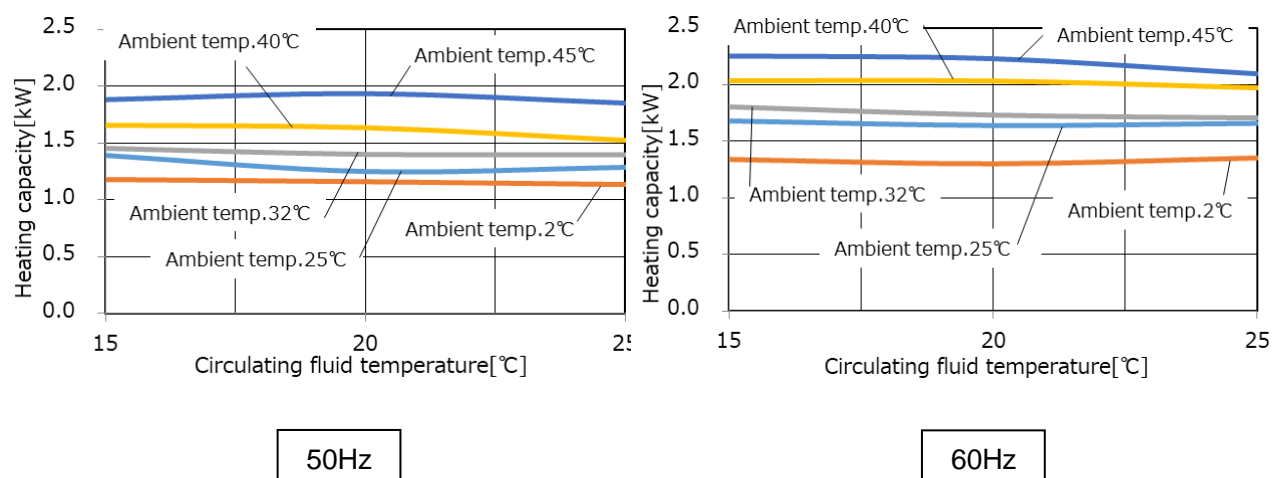 Heating capacity[kW]
2.5
2.0
1.5
1.0
0.5
0.0
Ambient temp.40℃
Ambient temp.45℃
Ambient temp.32℃
Ambient temp.2℃
Ambient temp.25℃
15
20
25
Circulating fluid temperature[℃]
50Hz
Heating capacity[kW]
2.5
2.0
1.5
1.0
0.5
0.0
Ambient temp.40℃
Ambient temp.45℃
Ambient temp.32℃
Ambient temp.2℃
Ambient temp.25℃
15
20
25
Circulating fluid temperature[℃]
60Hz